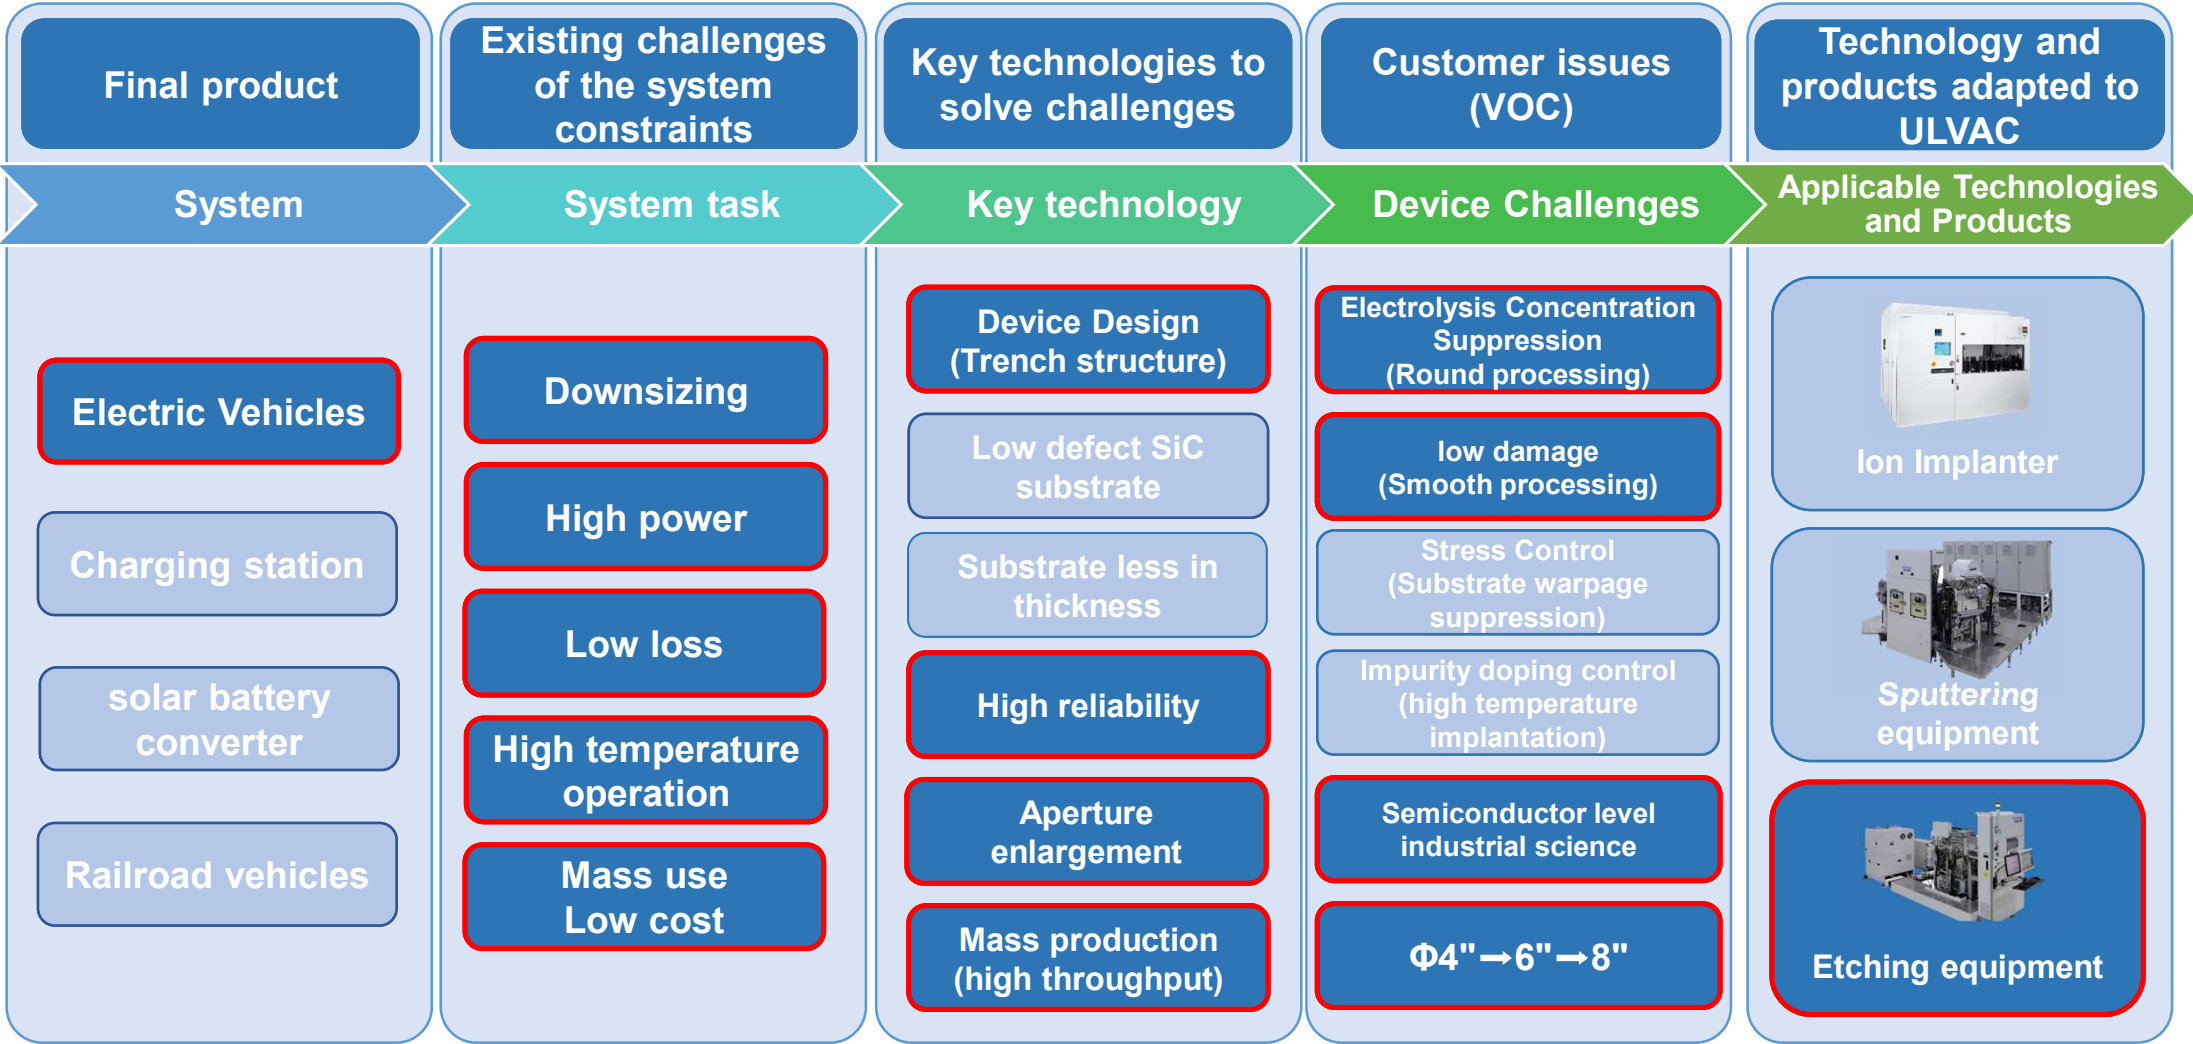 Final product
Existing challenges
of the system
constraints
Key technologies to
solve challenges
Customer issues
(VOC)
Technology and
products adapted to
ULVAC
System
System task
Key technology
Device Challenges
Applicable Technologies
and Products
Electric Vehicles
Charging station
solar battery
converter
Railroad vehicles
Downsizing
High power
Low loss
High temperature
operation
Mass use
Low cost
Device Design
(Trench structure)
Low defect SiC
substrate
Substrate less in
thickness
High reliability
Aperture
enlargement
Mass production
(high throughput)
Electrolysis Concentration
Suppression
(Round processing)
low damage
(Smooth processing)
Stress Control
(Substrate warpage
suppression)
Impurity doping control
(high temperature
implantation)
Semiconductor level
industrial science
Φ4"→6"→8"
Ion Implanter
Sputtering
equipment
Etching equipment